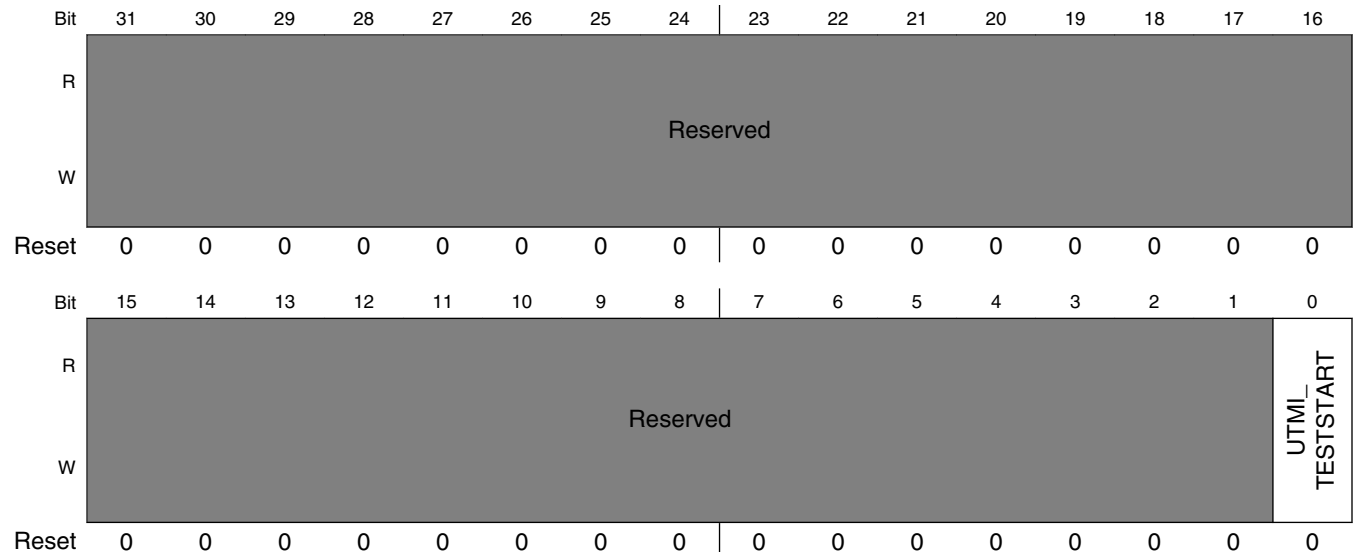 Bit 31 30 29 28 27 26 25 24 23 22 21 20 19 18 17 16
R
Reserved
W
Reset 0 0 0 0 0 0 0 0 0 0 0 0 0 0 0 0
Bit 15 14 13 12 11 10 9 8 7 6 5 4 3 2 1 0
R
Reserved
UTMI_
TESTSTART
W
Reset 0 0 0 0 0 0 0 0 0 0 0 0 0 0 0 0